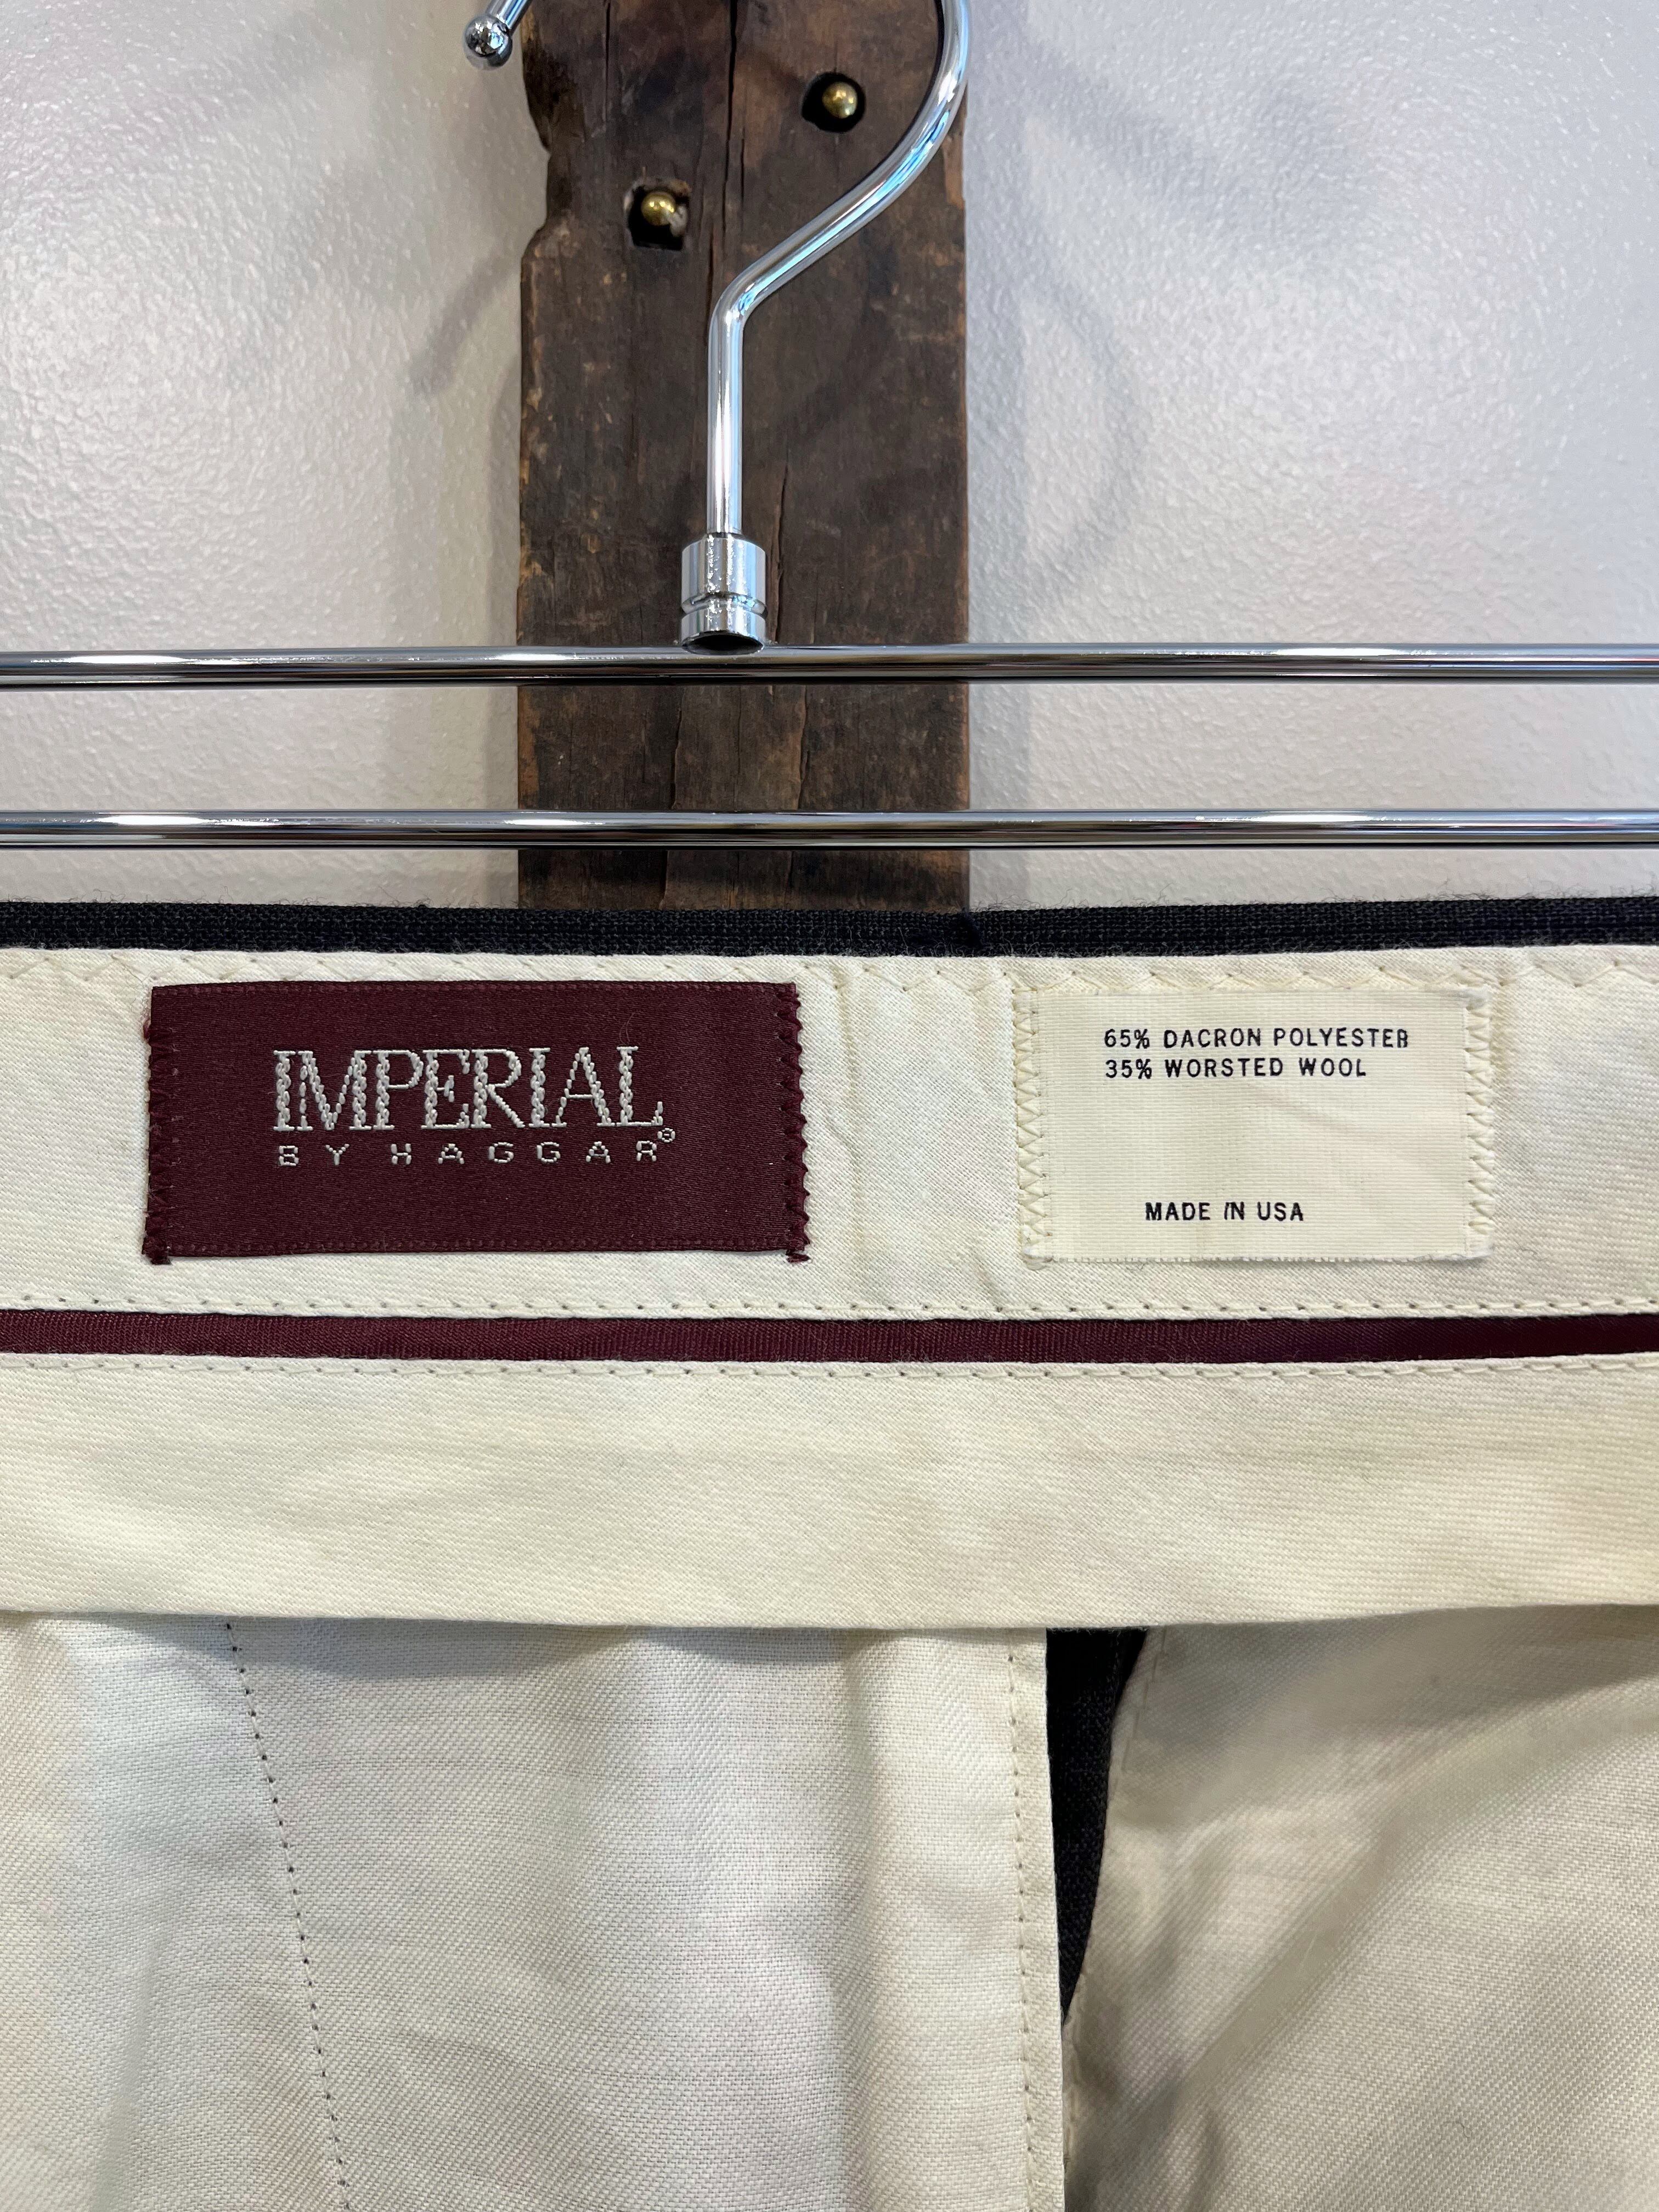 IMPERIAL
BY HAGGAR®
65% DACRON POLYESTER
35% WORSTED WOOL
MADE IN USA